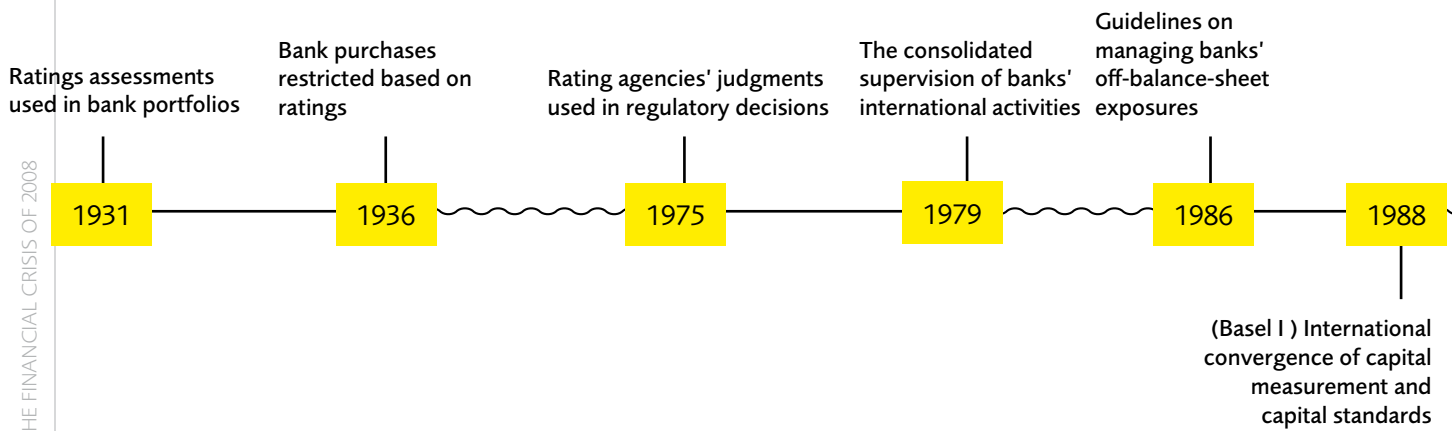 Ratings assessments
used in bank portfolios
Bank purchases
restricted based on
ratings
Rating agencies' judgments
used in regulatory decisions
The consolidated
supervision of banks'
international activities
Guidelines on
managing banks'
off-balance-sheet
exposures
1931
1936
1975
1979
1986
1988
(Basel I ) International
convergence of capital
measurement and
capital standards
HE FINANCIAL CRISIS OF 2008